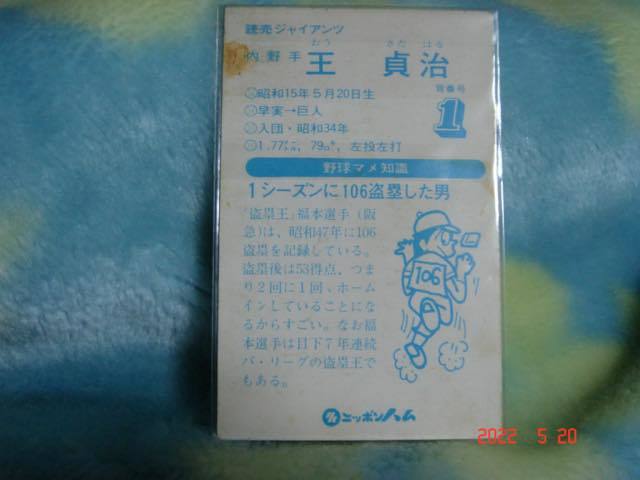 読売ジャイアンツ
おう さだ はる
内野手 王 貞治
背番号
1
昭和15年5月20日生
早実→巨人
入団・昭和34年
1.77㍍、79㌔、左投左打
野球マメ知識
1シーズンに106盗塁した男
「盗塁王」福本選手(阪
急)は、昭和47年に106
盗塁を記録している。
盗塁後は53得点、つま
り2回に1回、ホーム
インしていることにな
るからすごい。なお福
本選手は目下7年連続
パ・リーグの盗塁王で
もある。
106
ニッポンハム
2022 5 20